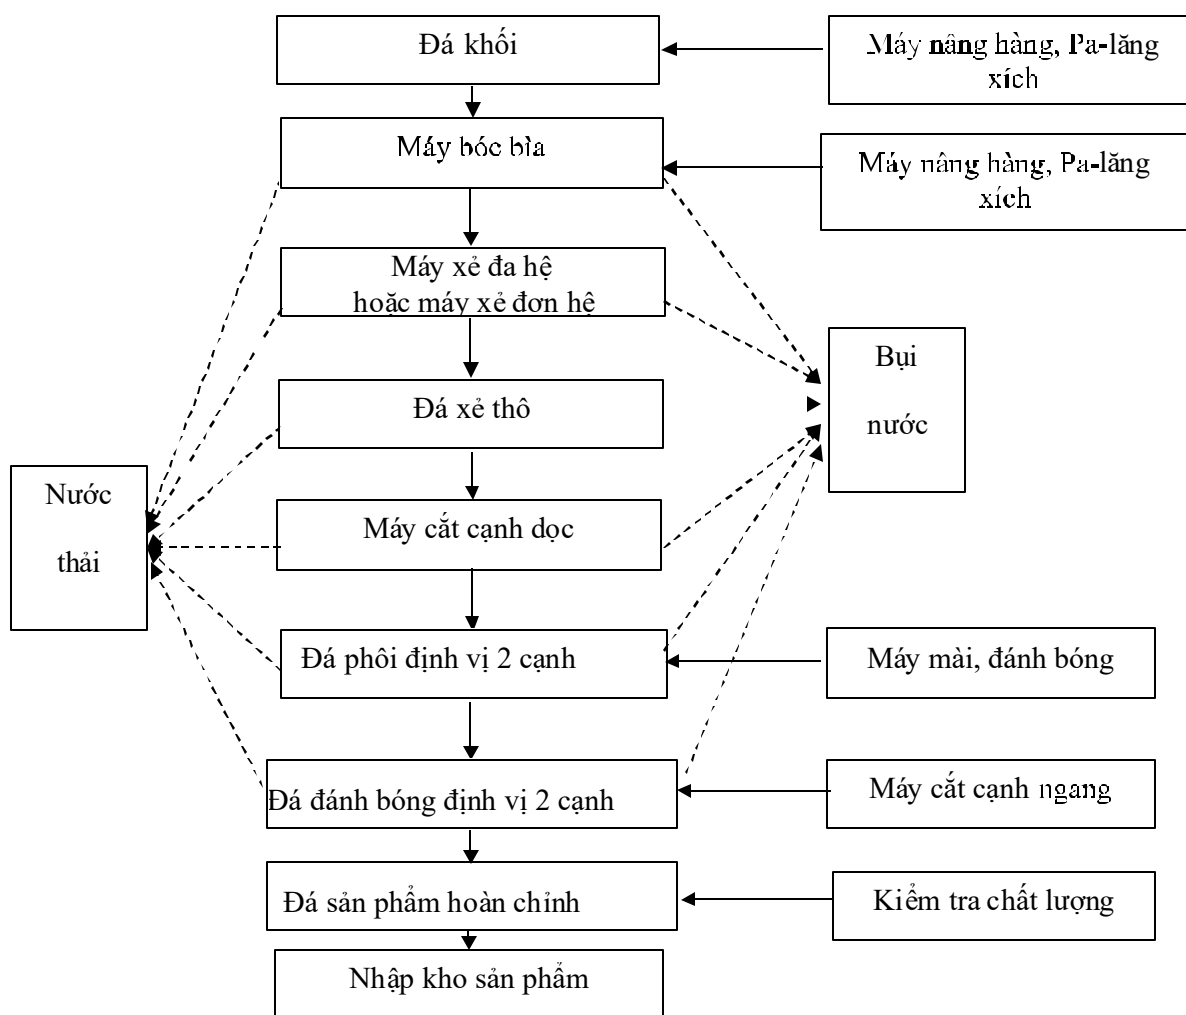 Đá khối
Máy nâng hàng, Pa-lăng
xích
Máy bóc bìa
Máy nâng hàng, Pa-lăng
xích
Máy xẻ đa hệ
hoặc máy xẻ đơn hệ
Bụi
nước
Đá xẻ thô
Nước
thải
Máy cắt cạnh dọc
Đá phôi định vị 2 cạnh
Máy mài, đánh bóng
Đá đánh bóng định vị 2 cạnh
Máy cắt cạnh ngang
Đá sản phẩm hoàn chỉnh
Kiểm tra chất lượng
Nhập kho sản phẩm